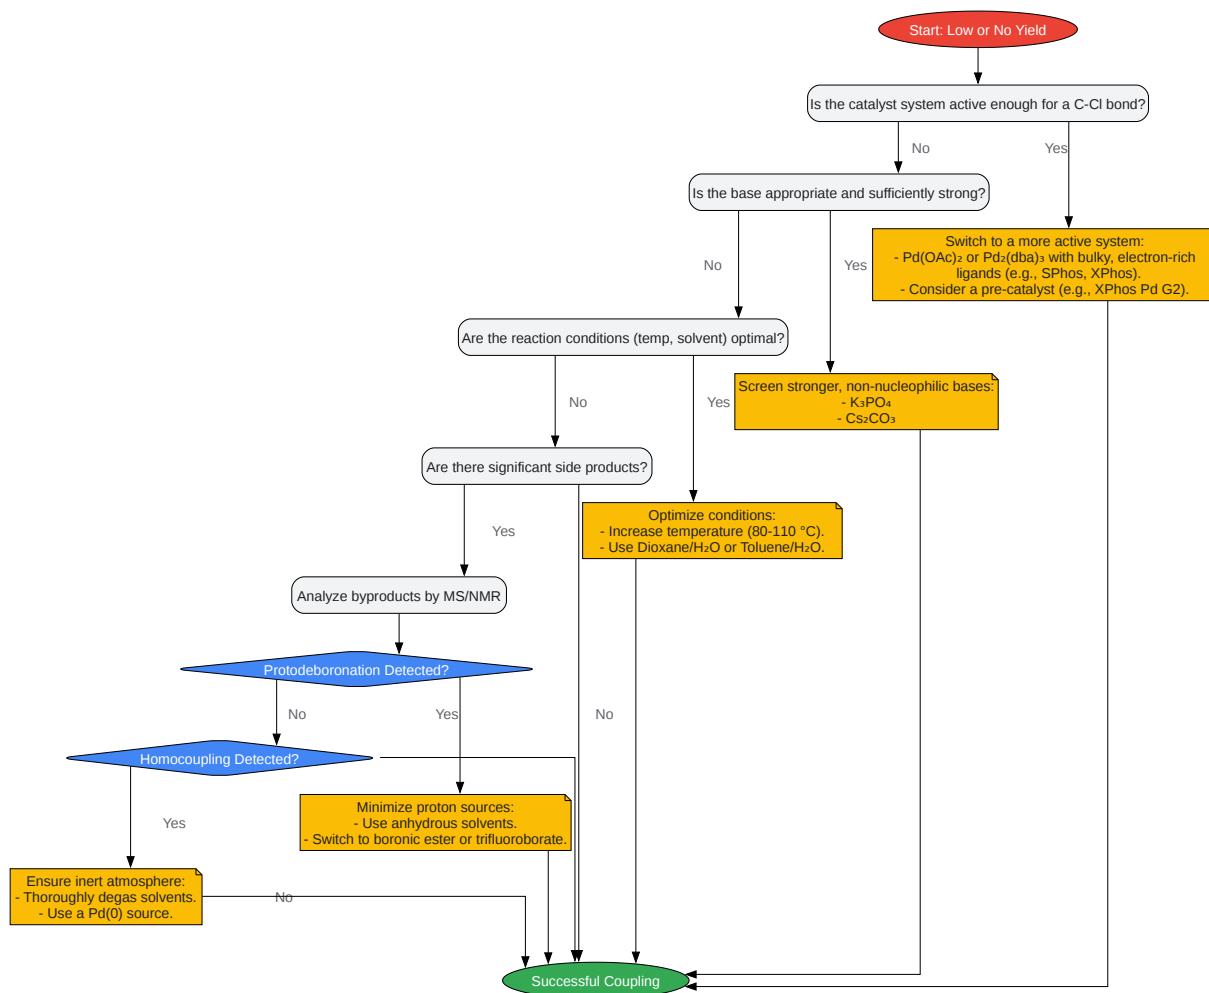 Start: Low or No Yield
Is the catalyst system active enough for a C-Cl bond?
No
Yes
Is the base appropriate and sufficiently strong?
Switch to a more active system:
- Pd(OAc)₂ or Pd₂(dba)₃ with bulky, electron-rich
ligands (e.g., SPhos, XPhos).
- Consider a pre-catalyst (e.g., XPhos Pd G2).
No
Yes
Are the reaction conditions (temp, solvent) optimal?
Screen stronger, non-nucleophilic bases:
- K₃PO₄
- Cs₂CO₃
No
Yes
Are there significant side products?
Optimize conditions:
- Increase temperature (80-110 °C).
- Use Dioxane/H₂O or Toluene/H₂O.
Yes
Analyze byproducts by MS/NMR
Protodeboronation Detected?
No
Yes
No
Homocoupling Detected?
Minimize proton sources:
- Use anhydrous solvents.
- Switch to boronic ester or trifluoroborate.
Yes
Ensure inert atmosphere:
- Thoroughly degas solvents.
- Use a Pd(0) source.
No
Successful Coupling